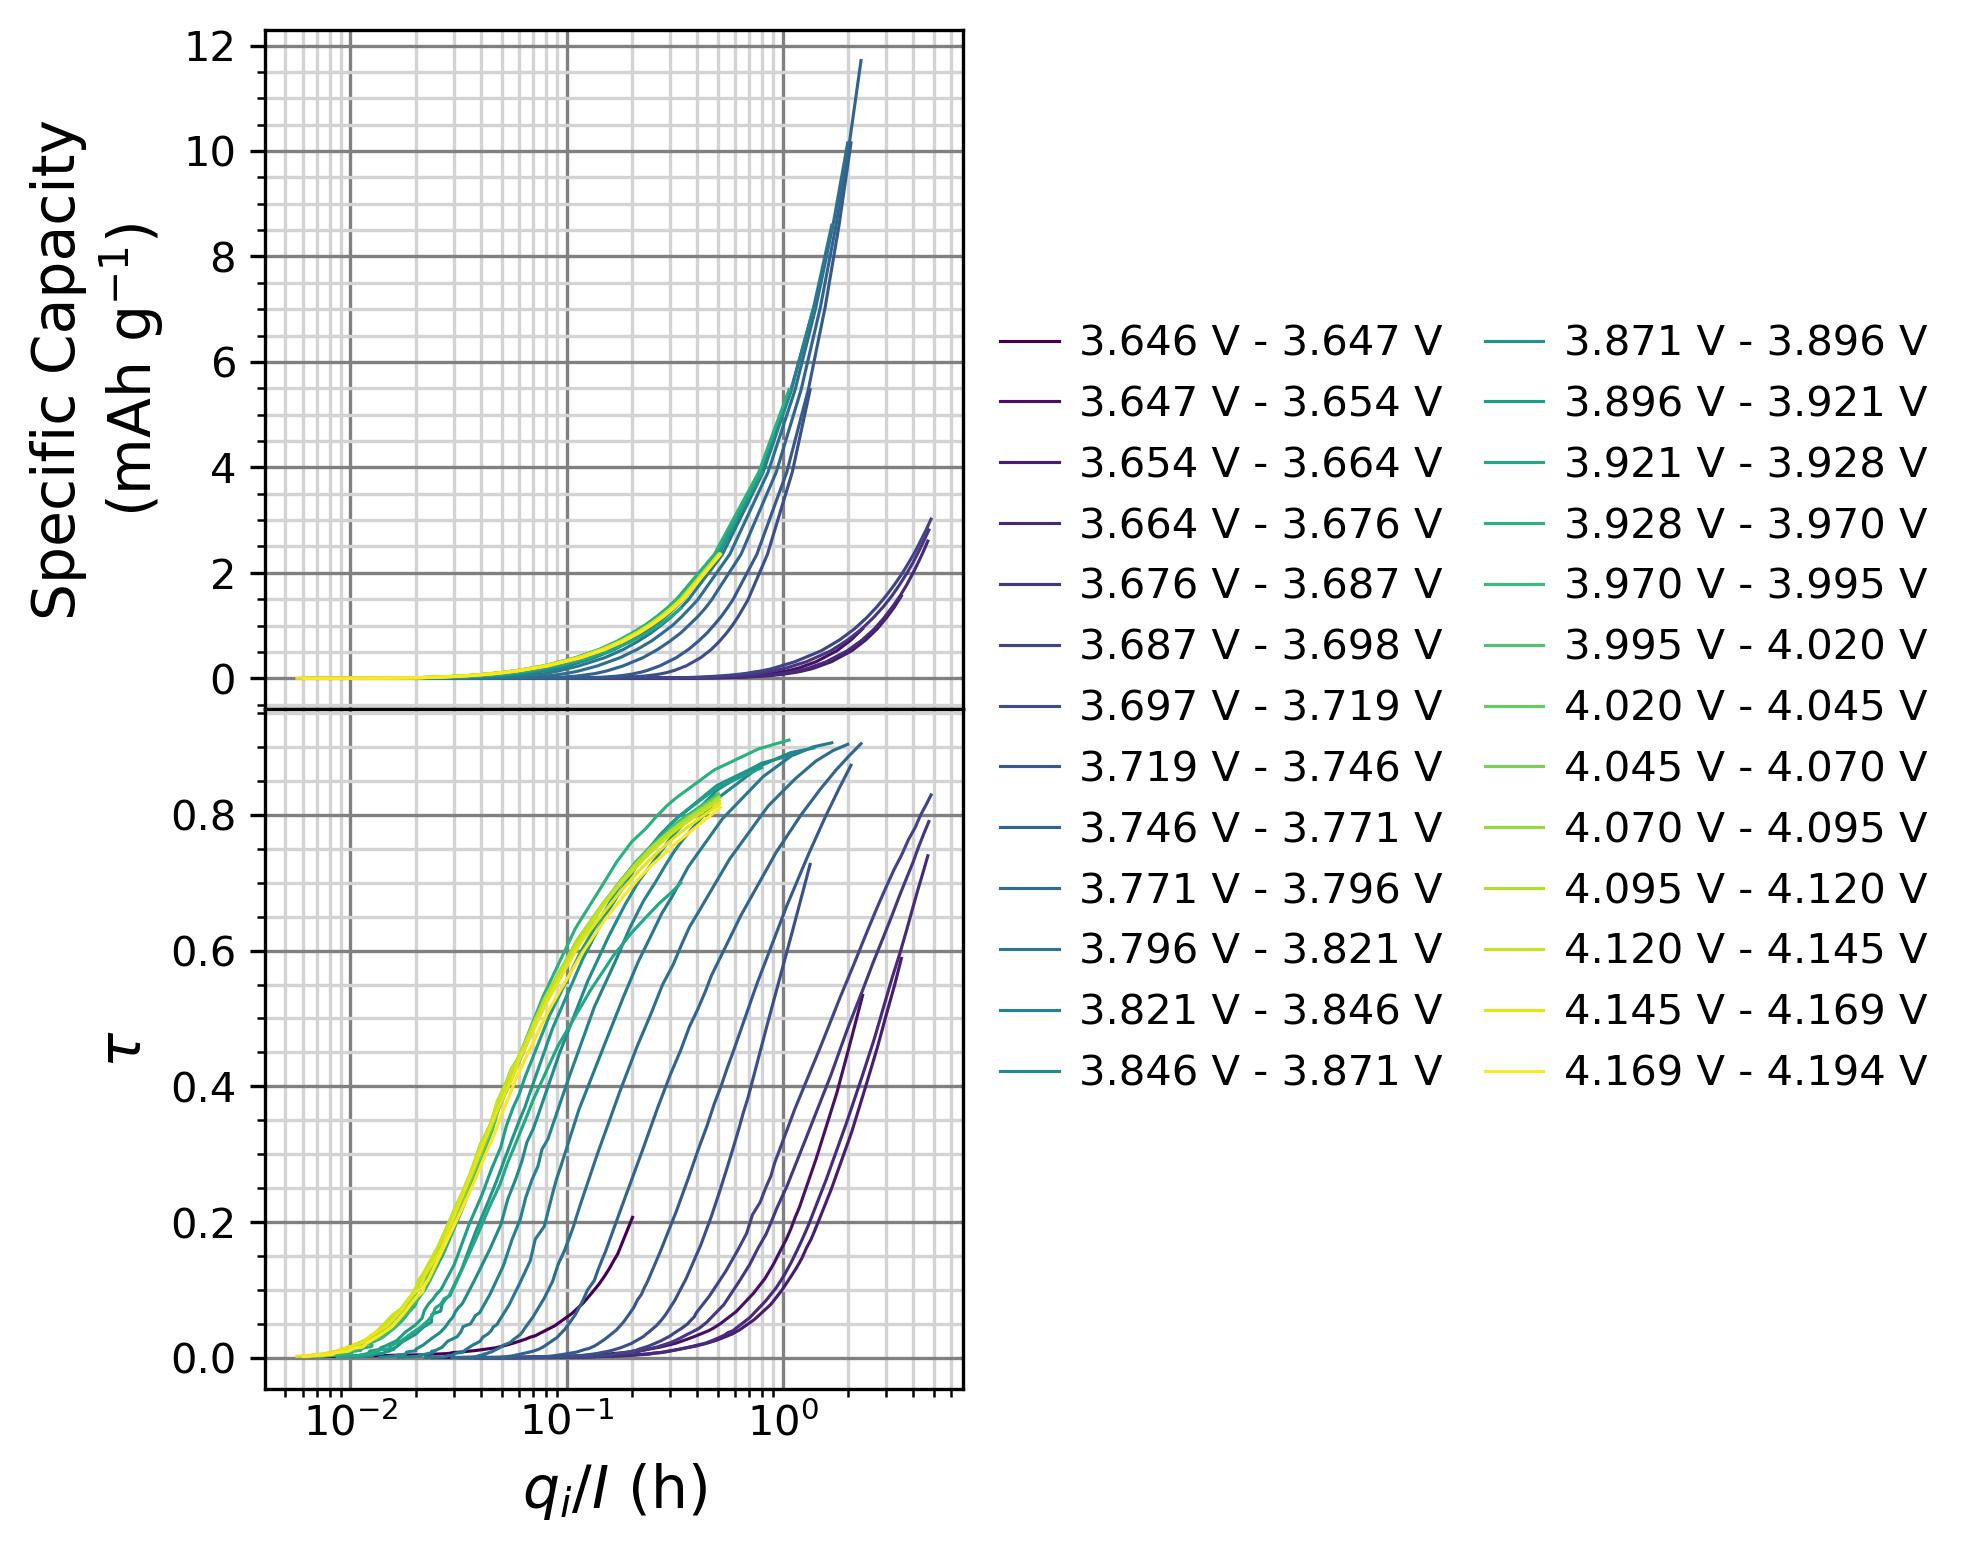 Specific Capacity
(mAh g⁻¹)
12
10
8
6
4
2
0
τ
0.8
0.6
0.4
0.2
0.0
10⁻² 10⁻¹ 10⁰
qᵢ/I (h)
3.646 V - 3.647 V
3.647 V - 3.654 V
3.654 V - 3.664 V
3.664 V - 3.676 V
3.676 V - 3.687 V
3.687 V - 3.698 V
3.697 V - 3.719 V
3.719 V - 3.746 V
3.746 V - 3.771 V
3.771 V - 3.796 V
3.796 V - 3.821 V
3.821 V - 3.846 V
3.846 V - 3.871 V
3.871 V - 3.896 V
3.896 V - 3.921 V
3.921 V - 3.928 V
3.928 V - 3.970 V
3.970 V - 3.995 V
3.995 V - 4.020 V
4.020 V - 4.045 V
4.045 V - 4.070 V
4.070 V - 4.095 V
4.095 V - 4.120 V
4.120 V - 4.145 V
4.145 V - 4.169 V
4.169 V - 4.194 V